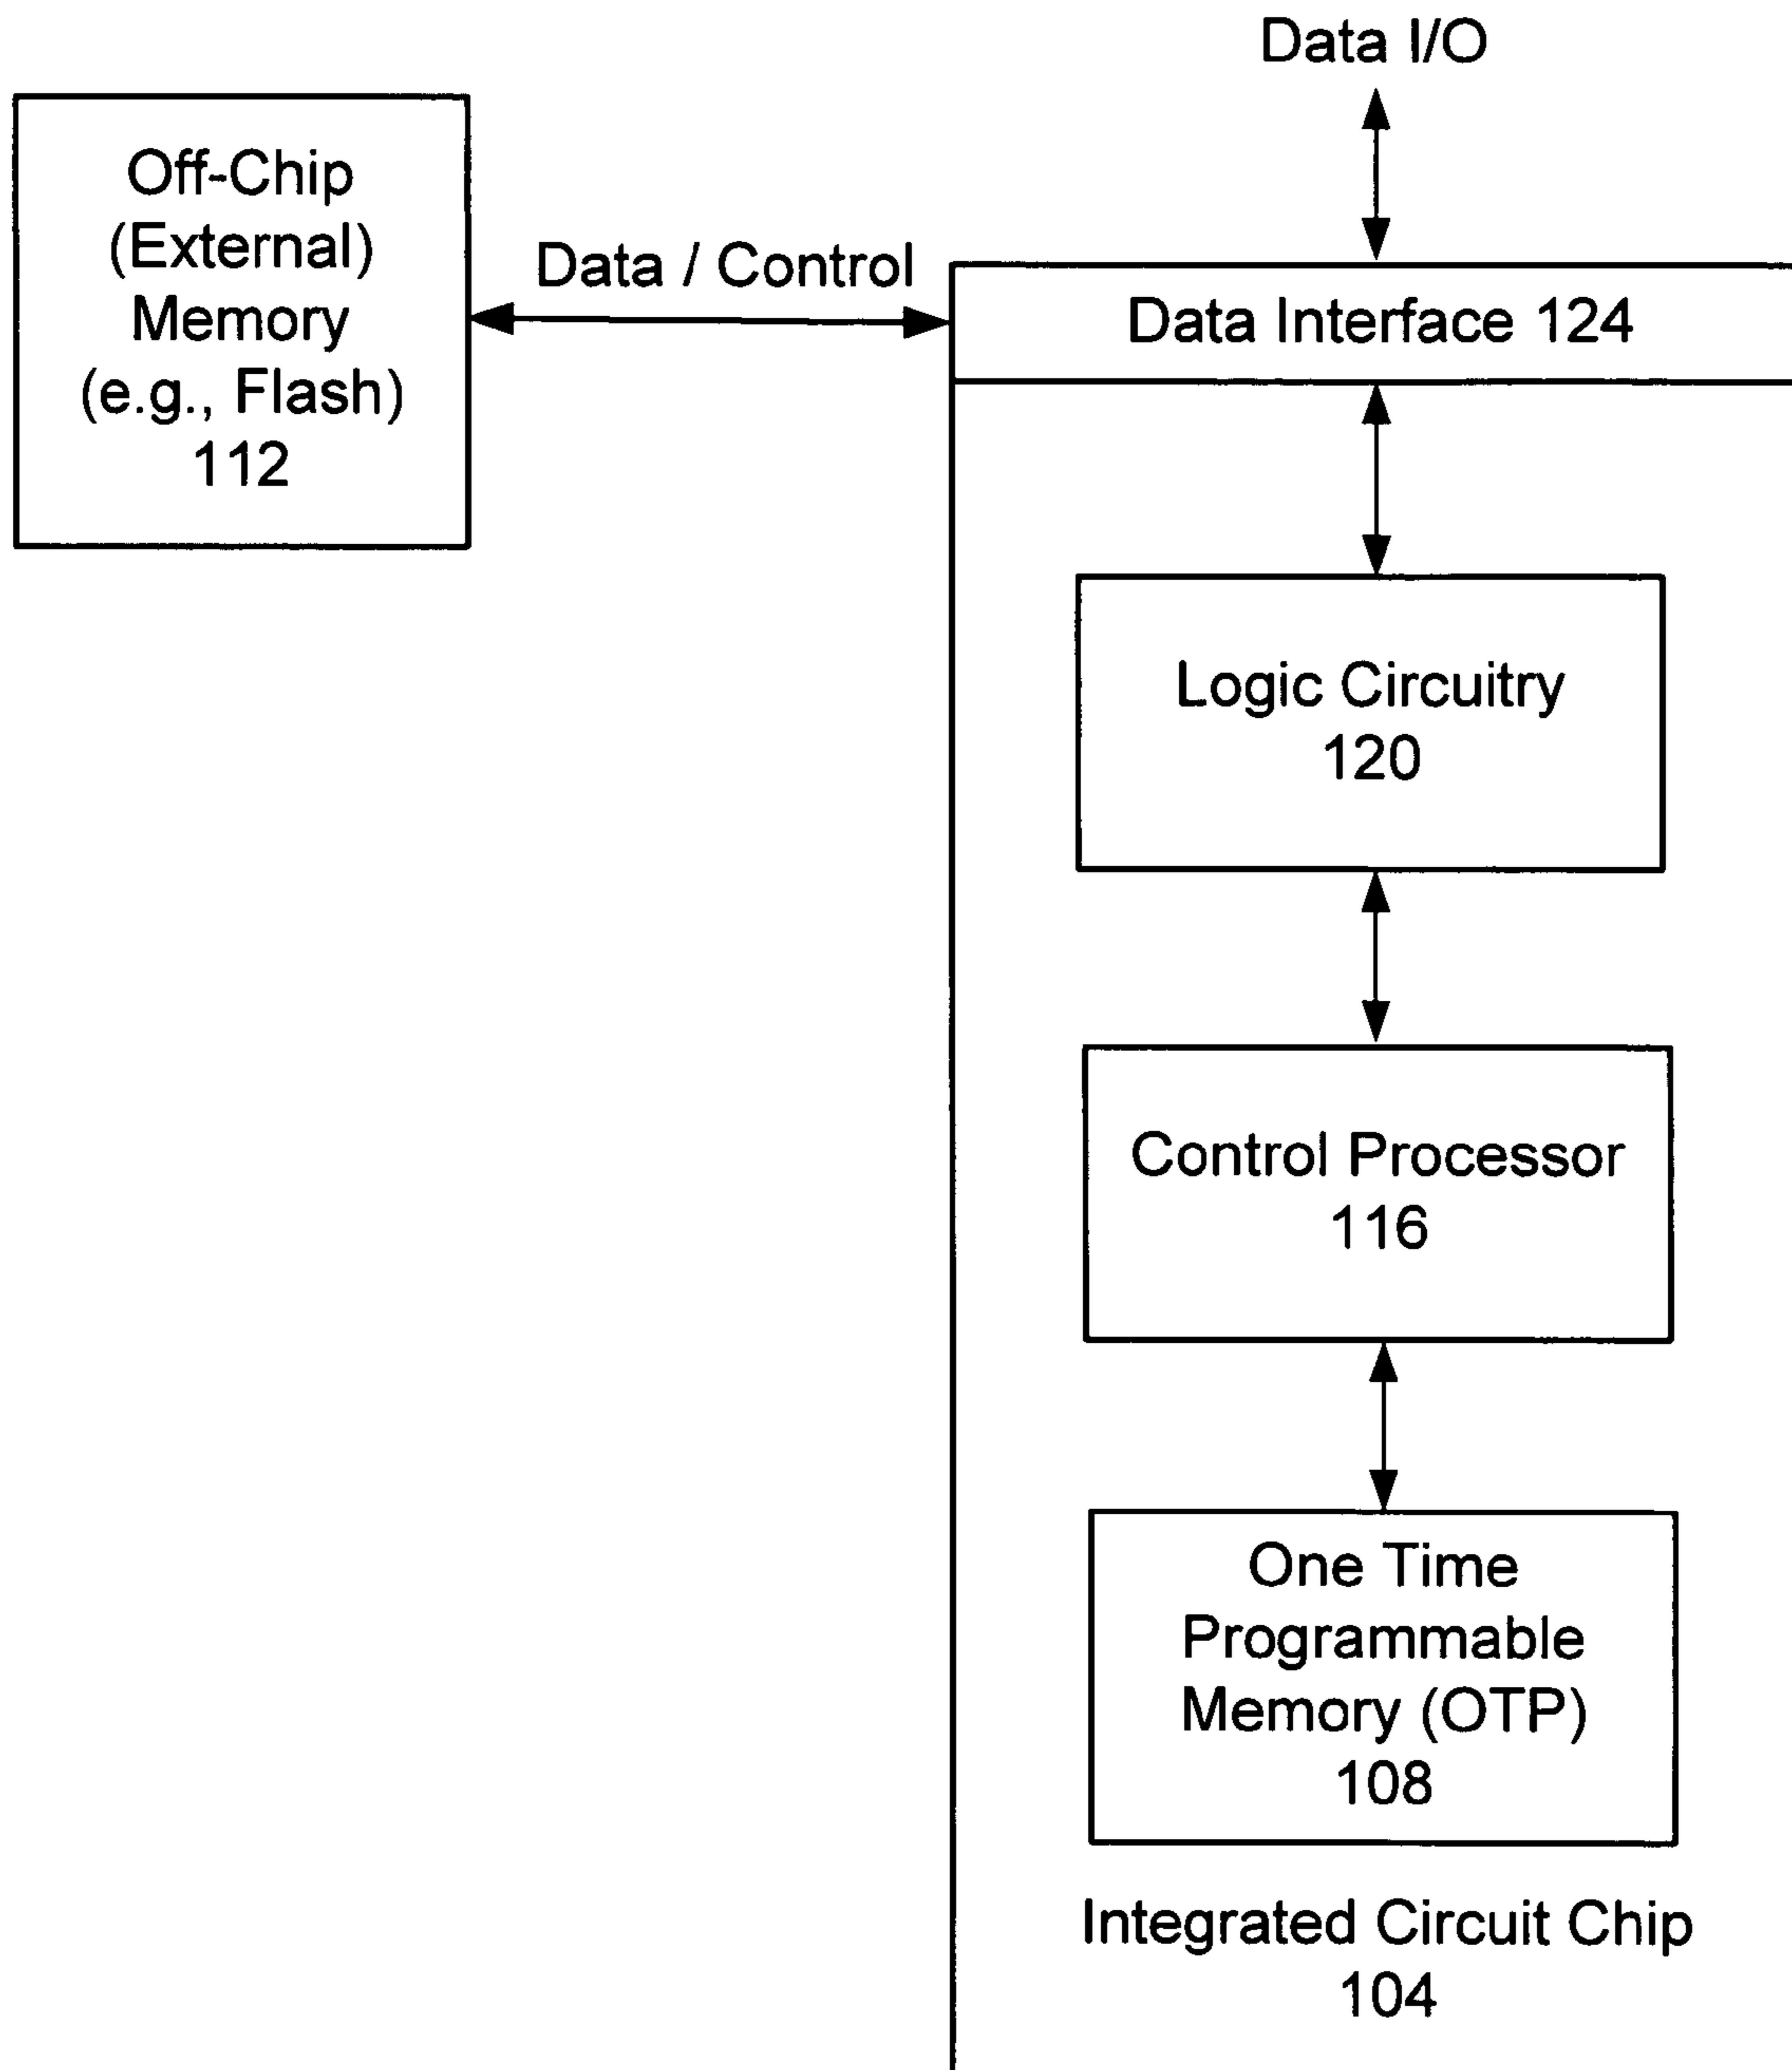 Data I/O
Off-Chip
(External)
Memory
(e.g., Flash)
112
Data / Control
Data Interface 124
Logic Circuitry
120
Control Processor
116
One Time
Programmable
Memory (OTP)
108
Integrated Circuit Chip
104